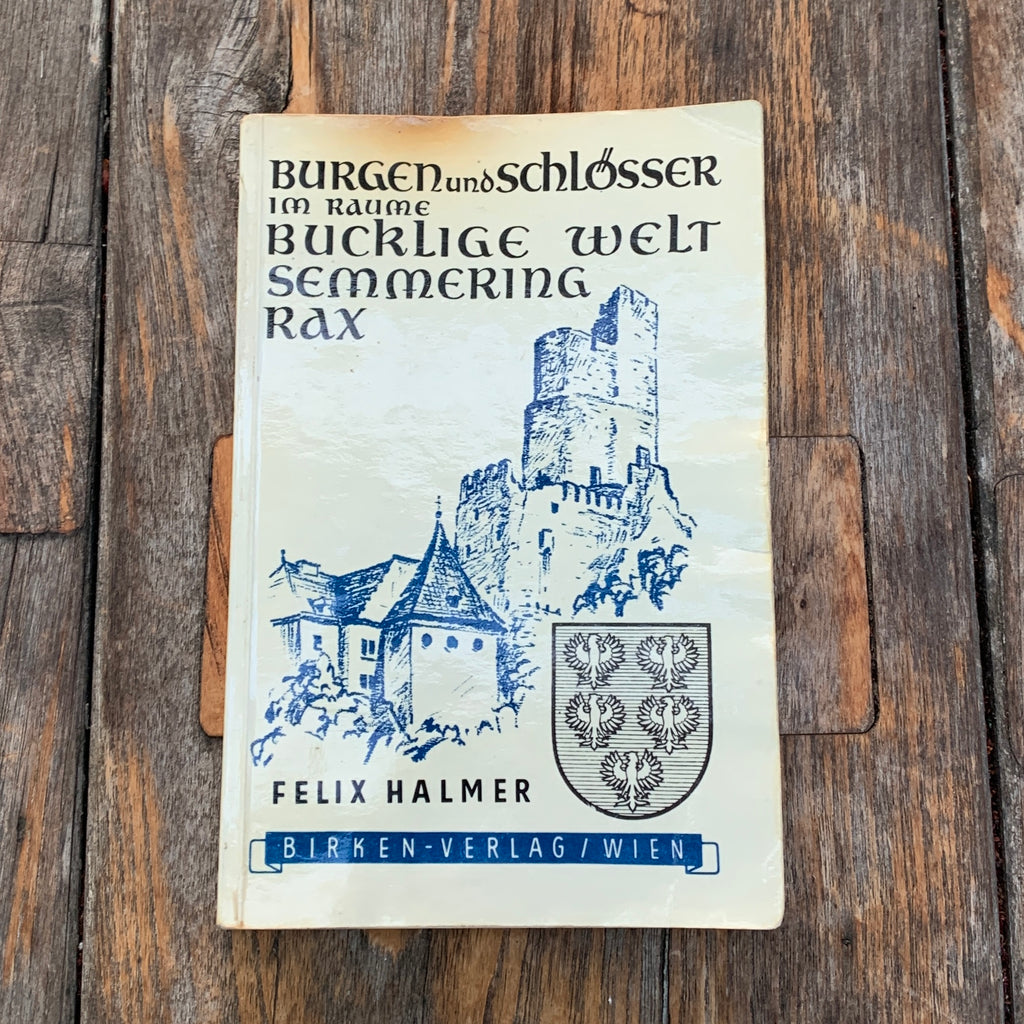 BURGEN und SCHLÖSSER
IM RAUME
BUCKLIGE WELT
SEMMERING
RAX
FELIX HALMER
BIRKEN-VERLAG/WIEN